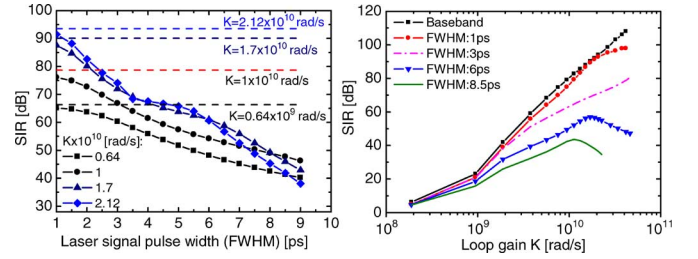 100
90
80
70
60
50
40
30
SIR [dB]
K=2.12x10¹⁰ rad/s
K=1.7x10¹⁰ rad/s
K=1x10¹⁰ rad/s
K=0.64x10⁹ rad/s
Kx10¹⁰ [rad/s]:
0.64
1
1.7
2.12
1 2 3 4 5 6 7 8 9 10
Laser signal pulse width (FWHM) [ps]
120
100
80
60
40
20
0
SIR [dB]
Baseband
FWHM:1ps
FWHM:3ps
FWHM:6ps
FWHM:8.5ps
10⁸ 10⁹ 10¹⁰ 10¹¹
Loop gain K [rad/s]